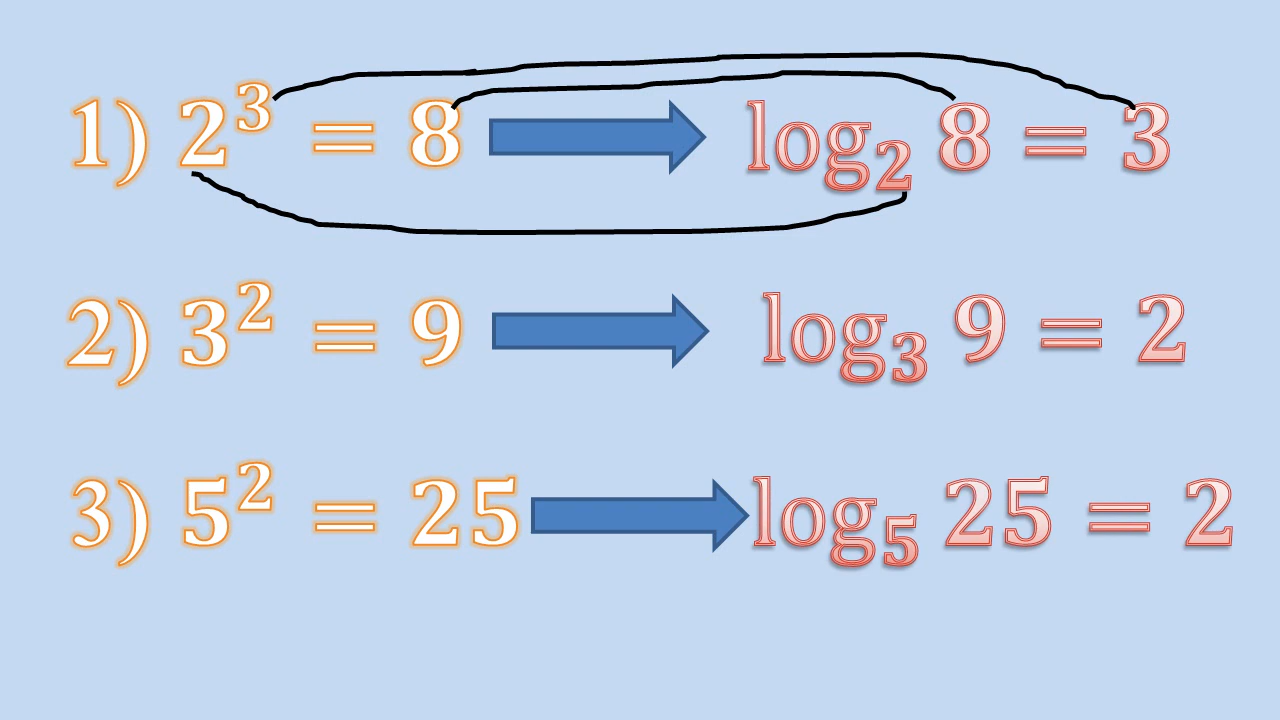 1) 2³ = 8 log₂ 8 = 3
2) 3² = 9 log₃ 9 = 2
3) 5² = 25 log₅ 25 = 2